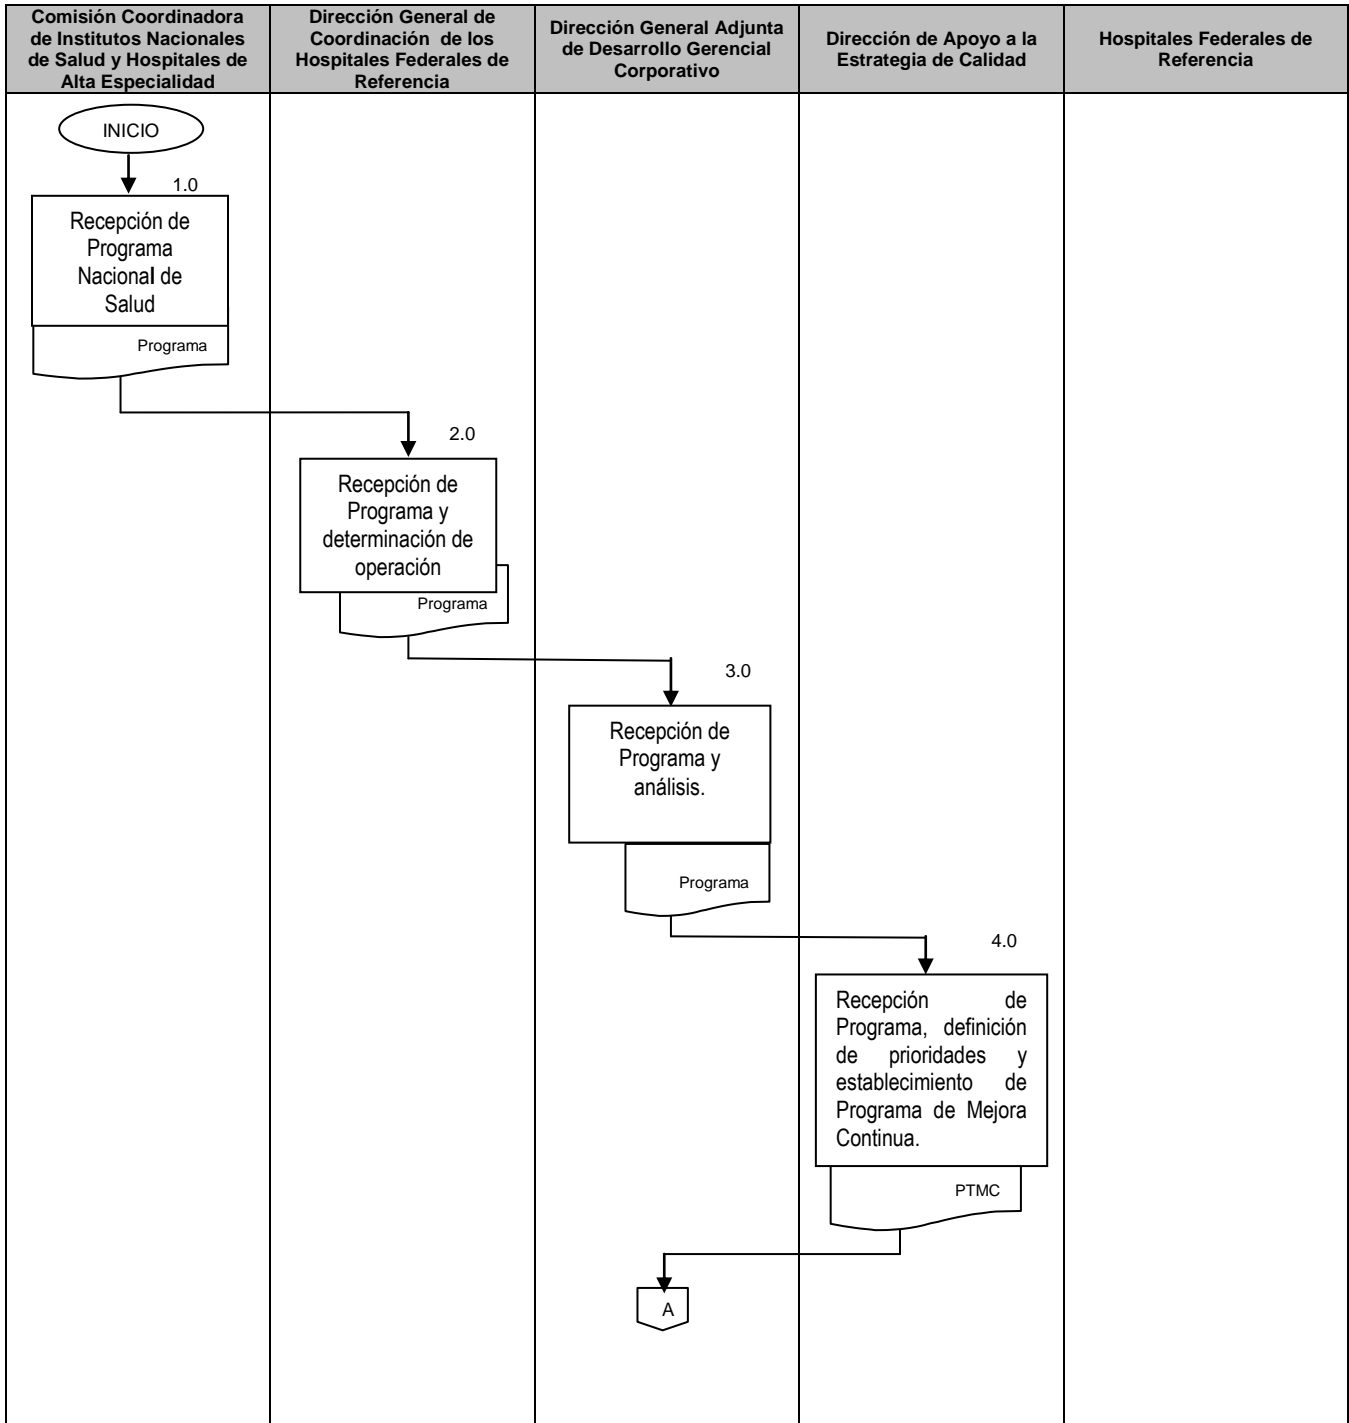 Comisión Coordinadora
de Institutos Nacionales
de Salud y Hospitales de
Alta Especialidad
Dirección General de
Coordinación de los
Hospitales Federales de
Referencia
Dirección General Adjunta
de Desarrollo Gerencial
Corporativo
Dirección de Apoyo a la
Estrategia de Calidad
Hospitales Federales de
Referencia
INICIO
1.0
Recepción de
Programa
Nacional de
Salud
Programa
2.0
Recepción de
Programa y
determinación de
operación
Programa
3.0
Recepción de
Programa y
análisis.
Programa
4.0
Recepción de
Programa, definición
de prioridades y
establecimiento de
Programa de Mejora
Continua.
PTMC
A